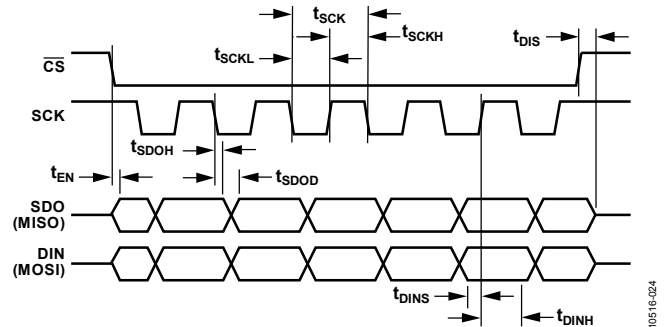 tSCK
tSCKL
tSCKH
tDIS
CS
SCK
tSDOH
tEN
tSDOD
SDO
(MISO)
DIN
(MOSI)
tDINS
tDINH
10516-024